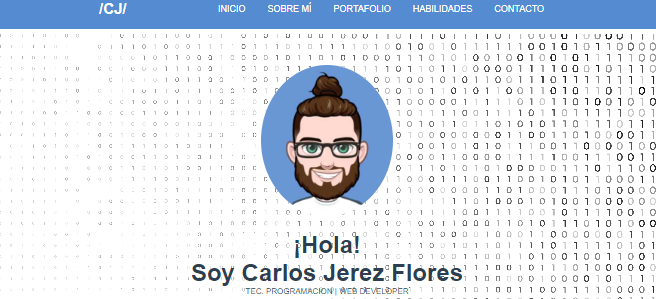 /CJ/
INICIO SOBRE MÍ PORTAFOLIO HABILIDADES CONTACTO
¡Hola!
Soy Carlos Jerez Flores
TEC. PROGRAMACION | WEB DEVELOPER